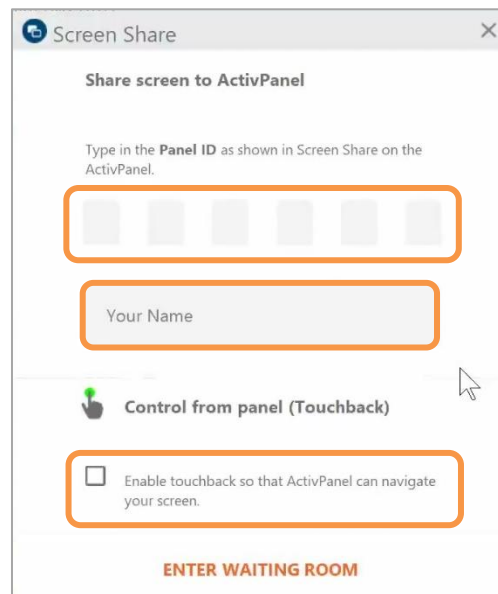 Screen Share
Share screen to ActivPanel
Type in the Panel ID as shown in Screen Share on the
ActivPanel.
Your Name
Control from panel (Touchback)
Enable touchback so that ActivPanel can navigate
your screen.
ENTER WAITING ROOM